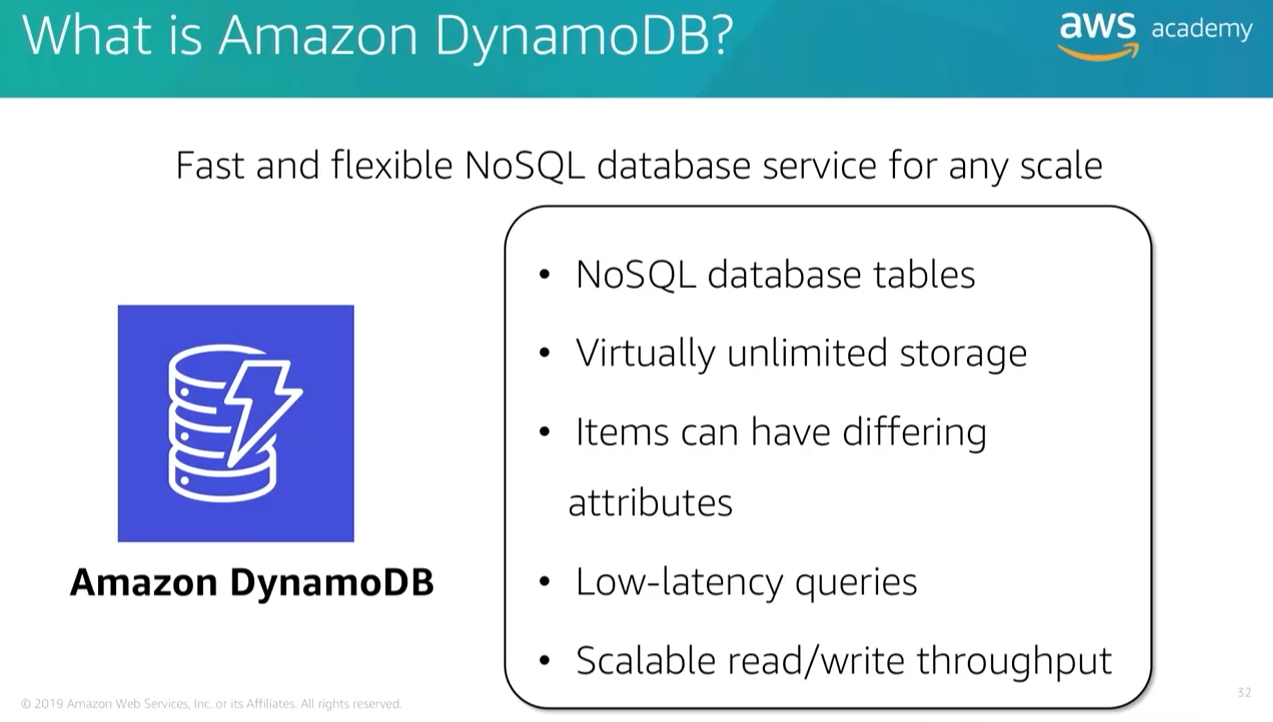 What is Amazon DynamoDB?
aws academy
Fast and flexible NoSQL database service for any scale
• NoSQL database tables
• Virtually unlimited storage
• Items can have differing
attributes
• Low-latency queries
• Scalable read/write throughput
Amazon DynamoDB
© 2019 Amazon Web Services, Inc. or its Affiliates. All rights reserved.
32